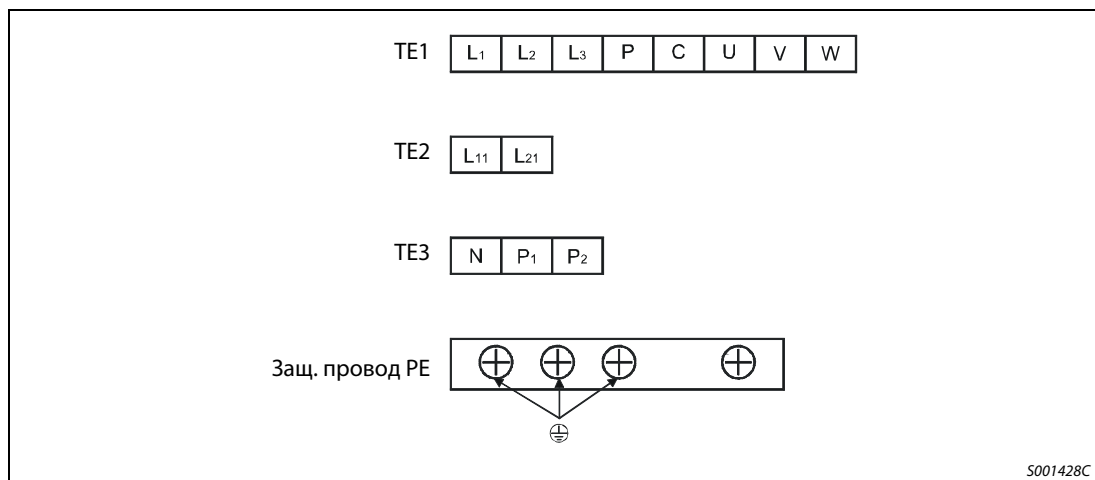 TE1 L1 L2 L3 P C U V W
TE2 L11 L21
TE3 N P1 P2
Защ. провод PE
S001428C